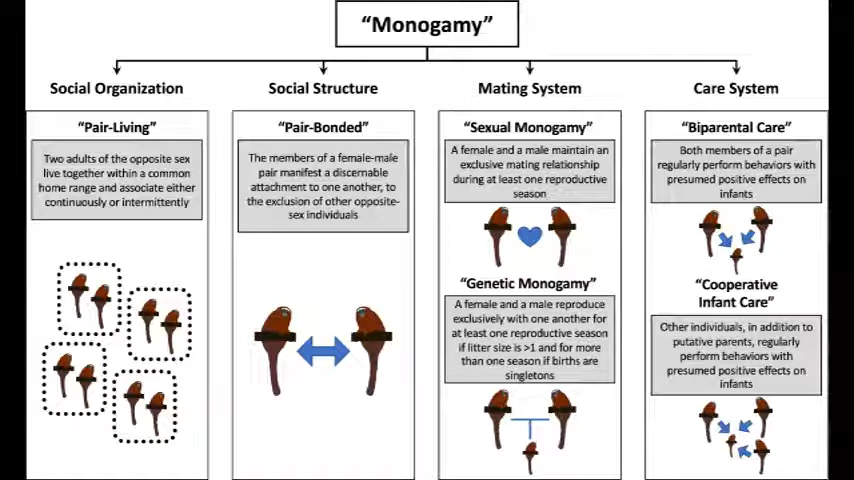 “Monogamy”
Social Organization
Social Structure
Mating System
Care System
“Pair-Living”
Two adults of the opposite sex
live together within a common
home range and associate either
continuously or intermittently
“Pair-Bonded”
The members of a female-male
pair manifest a discernable
attachment to one another, to
the exclusion of other opposite-
sex individuals
“Sexual Monogamy”
A female and a male maintain an
exclusive mating relationship
during at least one reproductive
season
“Genetic Monogamy”
A female and a male reproduce
exclusively with one another for
at least one reproductive season
if litter size is >1 and for more
than one season if births are
singletons
“Biparental Care”
Both members of a pair
regularly perform behaviors with
presumed positive effects on
infants
“Cooperative
Infant Care”
Other individuals, in addition to
putative parents, regularly
perform behaviors with
presumed positive effects on
infants